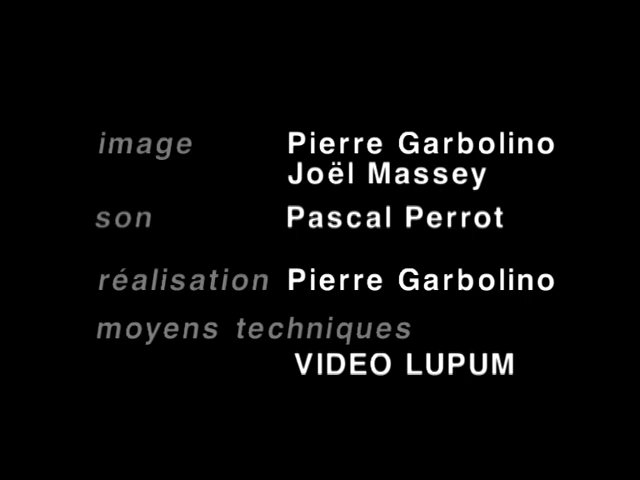 image Pierre Garbolino
Joël Massey
son Pascal Perrot
réalisation Pierre Garbolino
moyens techniques
VIDEO LUPUM